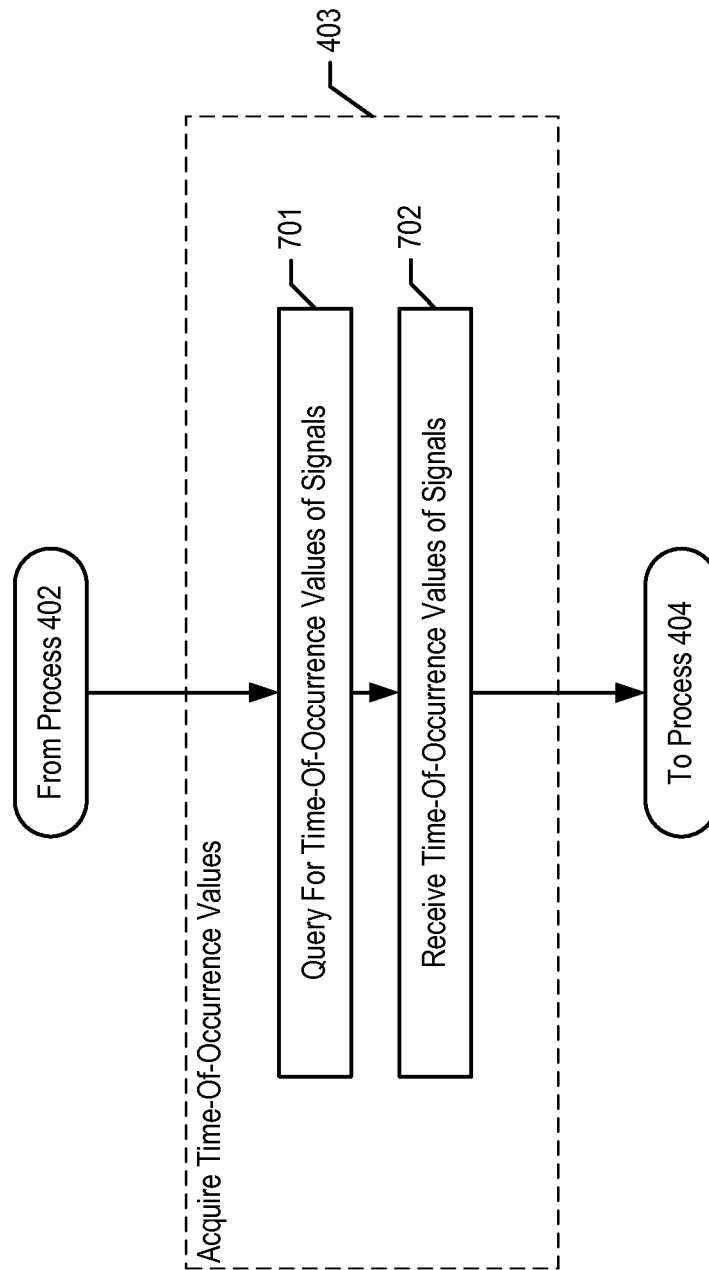 From Process 402
403
Acquire Time-Of-Occurrence Values
701
Query For Time-Of-Occurrence Values of Signals
702
Receive Time-Of-Occurrence Values of Signals
To Process 404